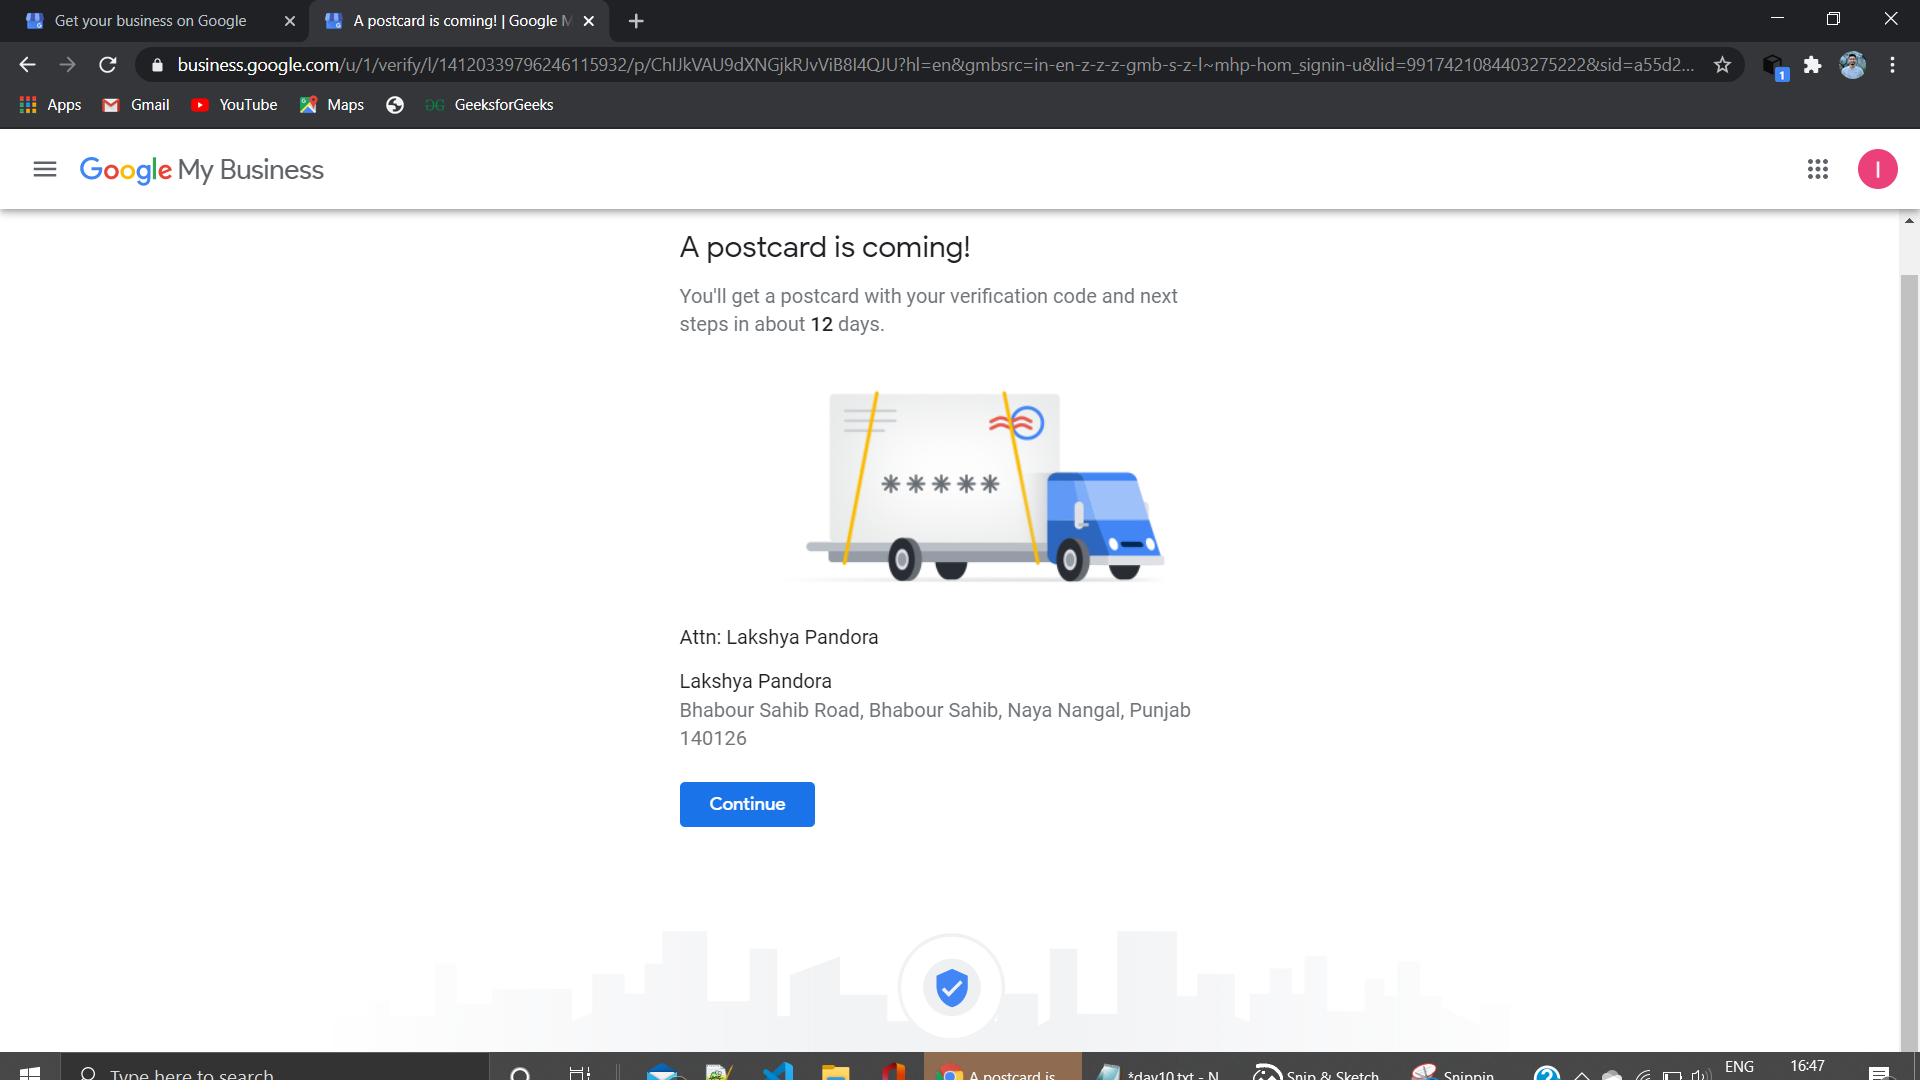 Get your business on Google
A postcard is coming! | Google M
business.google.com/u/1/verify/l/14120339796246115932/p/ChIJkVAU9dXNGjkRJvViB8I4QJU?hl=en&gmbsrc=in-en-z-z-z-gmb-s-z-l~mhp-hom_signin-u&lid=9917421084403275222&sid=a55d2...
1
Apps
Gmail
YouTube
Maps
GeeksforGeeks
Google My Business
I
A postcard is coming!
You'll get a postcard with your verification code and next
steps in about 12 days.
*****
Attn: Lakshya Pandora
Lakshya Pandora
Bhabour Sahib Road, Bhabour Sahib, Naya Nangal, Punjab
140126
Continue
Type here to search
A postcard is
*day10.txt - N
Snip & Sketch
Snippin
ENG
16:47